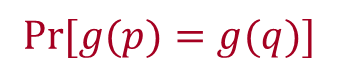 Pr[g(p) = g(q)]